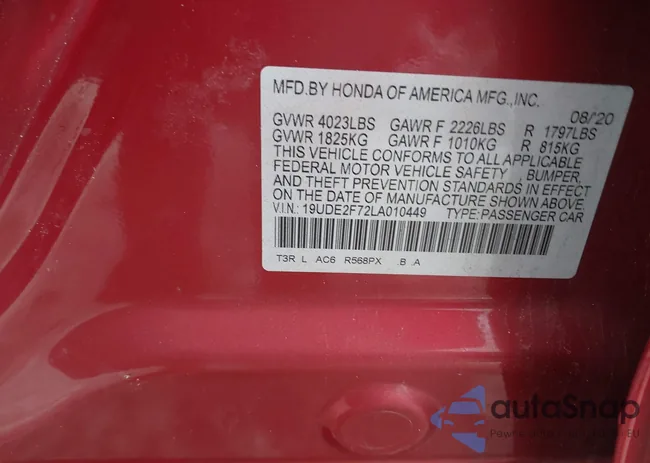 MFD.BY HONDA OF AMERICA MFG.,INC.
08/20
GVWR 4023LBS GAWR F 2226LBS R 1797LBS
GVWR 1825KG GAWR F 1010KG R 815KG
THIS VEHICLE CONFORMS TO ALL APPLICABLE
FEDERAL MOTOR VEHICLE SAFETY , BUMPER,
AND THEFT PREVENTION STANDARDS IN EFFECT
ON THE DATE OF MANUFACTURE SHOWN ABOVE.
V.I.N.: 19UDE2F72LA010449 TYPE:PASSENGER CAR
T3R L AC6 R568PX .B .A
autoSnap